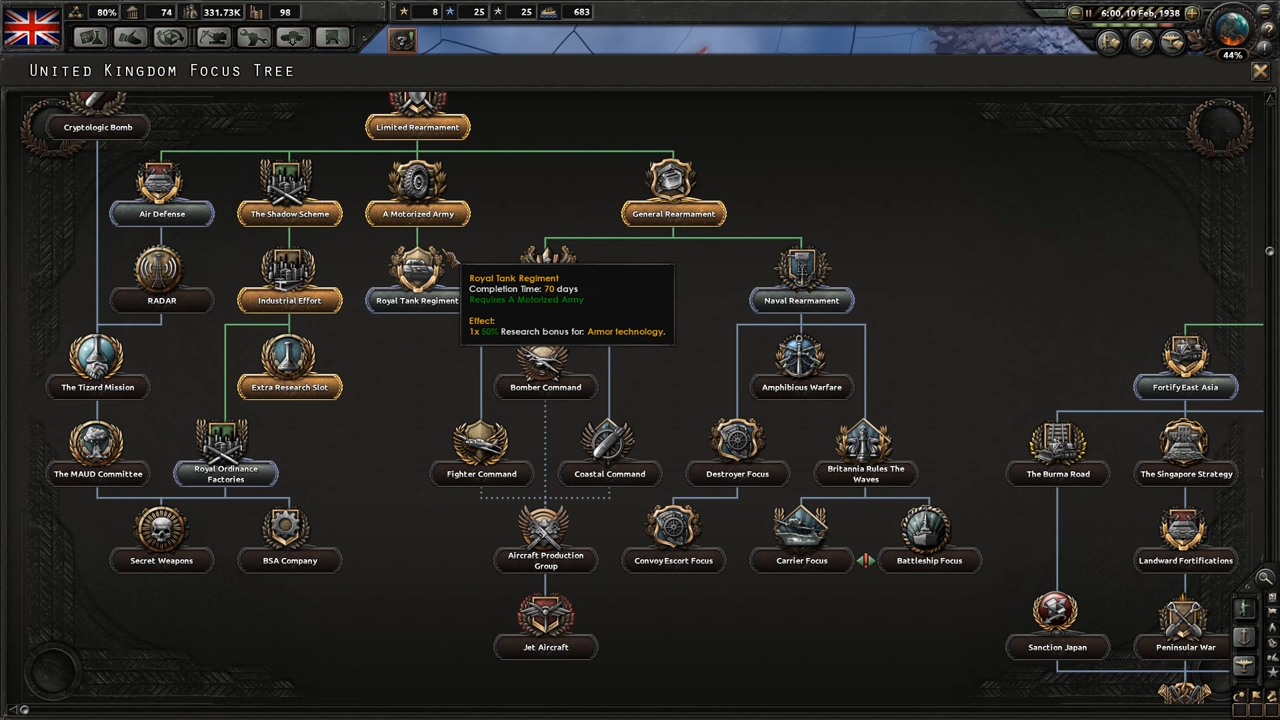 80% 74 331.73K 98 8 25 25 683 6:00, 10 Feb, 1938
44%
United Kingdom Focus Tree
Cryptologic Bomb
Limited Rearmament
Air Defense
The Shadow Scheme
A Motorized Army
General Rearmament
RADAR
Industrial Effort
Royal Tank Regiment
Royal Tank Regiment
Completion Time: 70 days
Requires A Motorized Army
Effect:
1x 50% Research bonus for: Armor technology.
Naval Rearmament
The Tizard Mission
Extra Research Slot
Bomber Command
Amphibious Warfare
Fortify East Asia
The MAUD Committee
Royal Ordinance
Factories
Fighter Command
Coastal Command
Destroyer Focus
Britannia Rules The
Waves
The Burma Road
The Singapore Strategy
Secret Weapons
BSA Company
Aircraft Production
Group
Convoy Escort Focus
Carrier Focus
Battleship Focus
Landward Fortifications
Jet Aircraft
Sanction Japan
Peninsular War